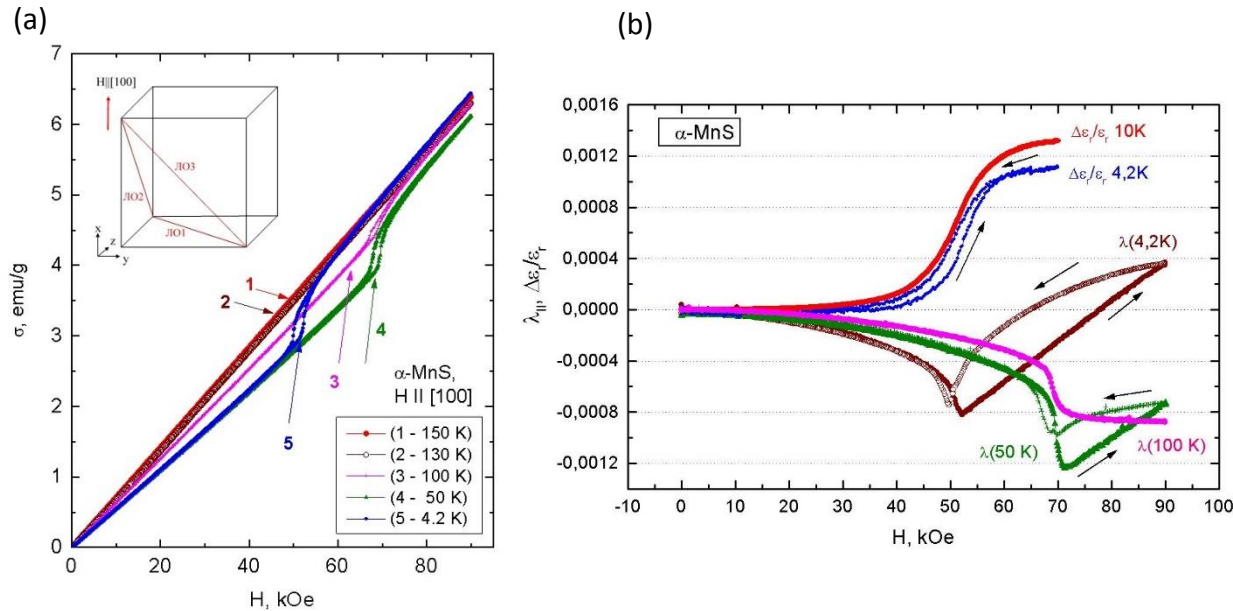 (a)
7
6
5
4
3
2
1
0
σ, emu/g
H||[100]
ЛО3
ЛО2
ЛО1
x
z
y
1
2
3
4
5
α-MnS,
H II [100]
(1 - 150 K)
(2 - 130 K)
(3 - 100 K)
(4 - 50 K)
(5 - 4.2 K)
0 20 40 60 80
H, kOe
(b)
0,0016
0,0012
0,0008
0,0004
0,0000
-0,0004
-0,0008
-0,0012
λ||, Δεr/εr
α-MnS
Δεr/εr 10K
Δεr/εr 4,2K
λ(4,2K)
λ(50 K)
λ(100 K)
-10 0 10 20 30 40 50 60 70 80 90 100
H, kOe